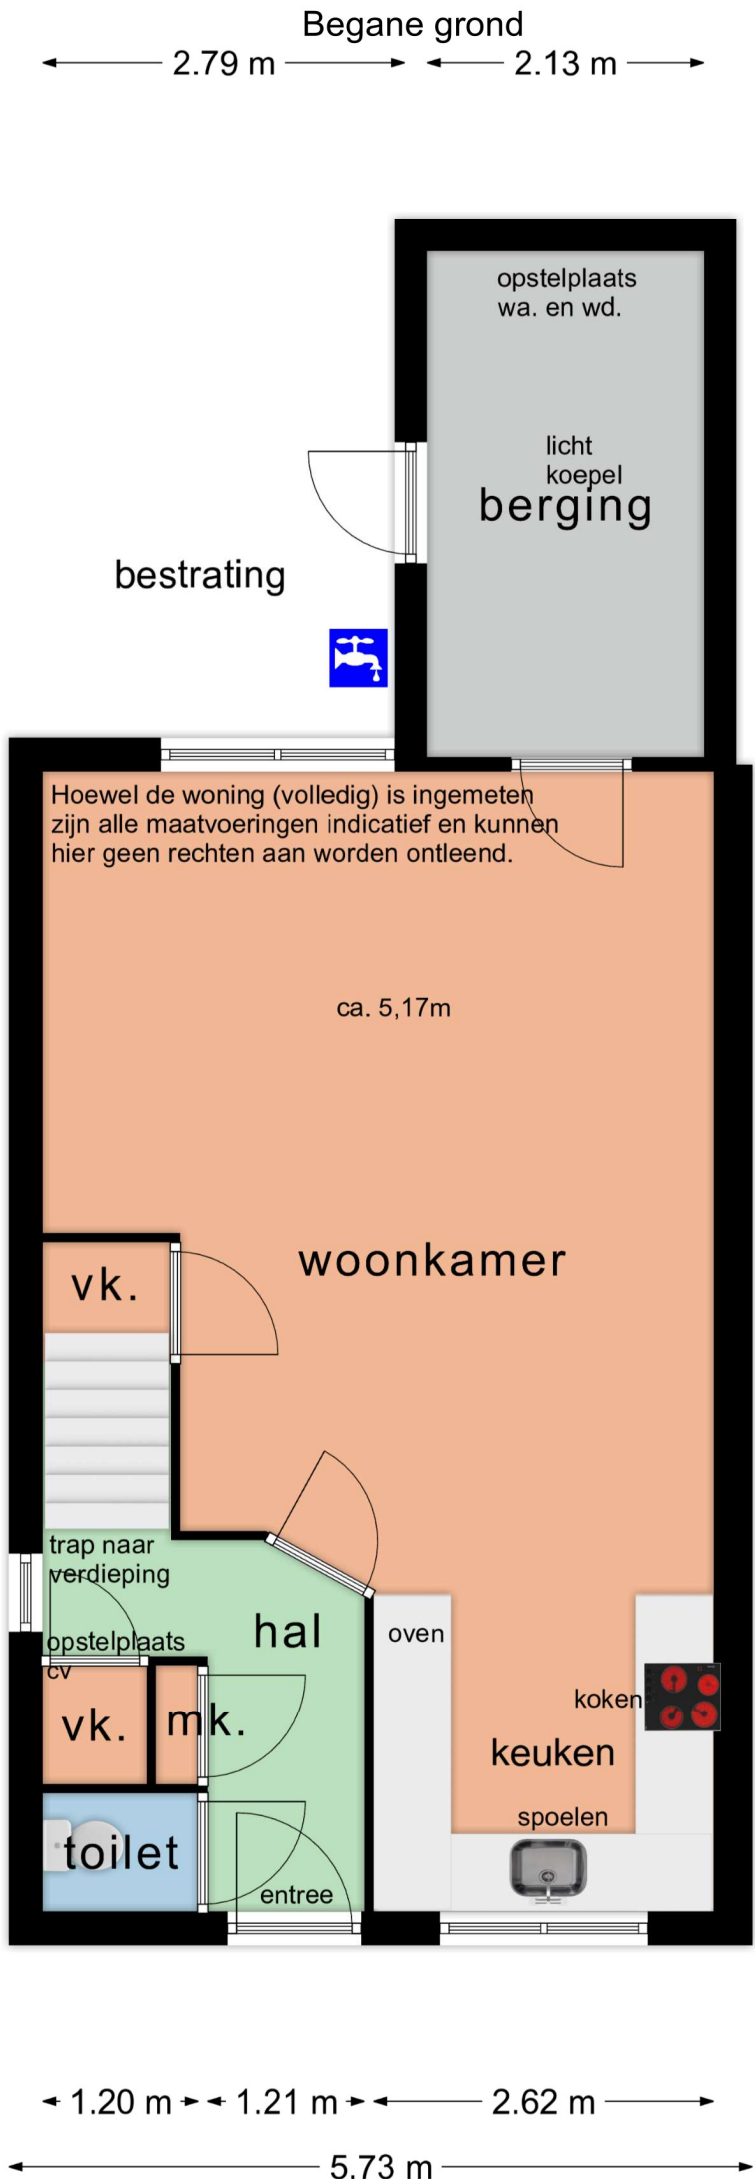 Begane grond
2.79 m
2.13 m
opstelplaats
wa. en wd.
licht
koepel
berging
bestrating
Hoewel de woning (volledig) is ingemeten
zijn alle maatvoeringen indicatief en kunnen
hier geen rechten aan worden ontleend.
ca. 5,17m
woonkamer
vk.
trap naar
verdieping
hal
oven
opstelplaats
cv
koken
vk.
mk.
keuken
spoelen
toilet
entree
1.20 m
1.21 m
2.62 m
5.73 m